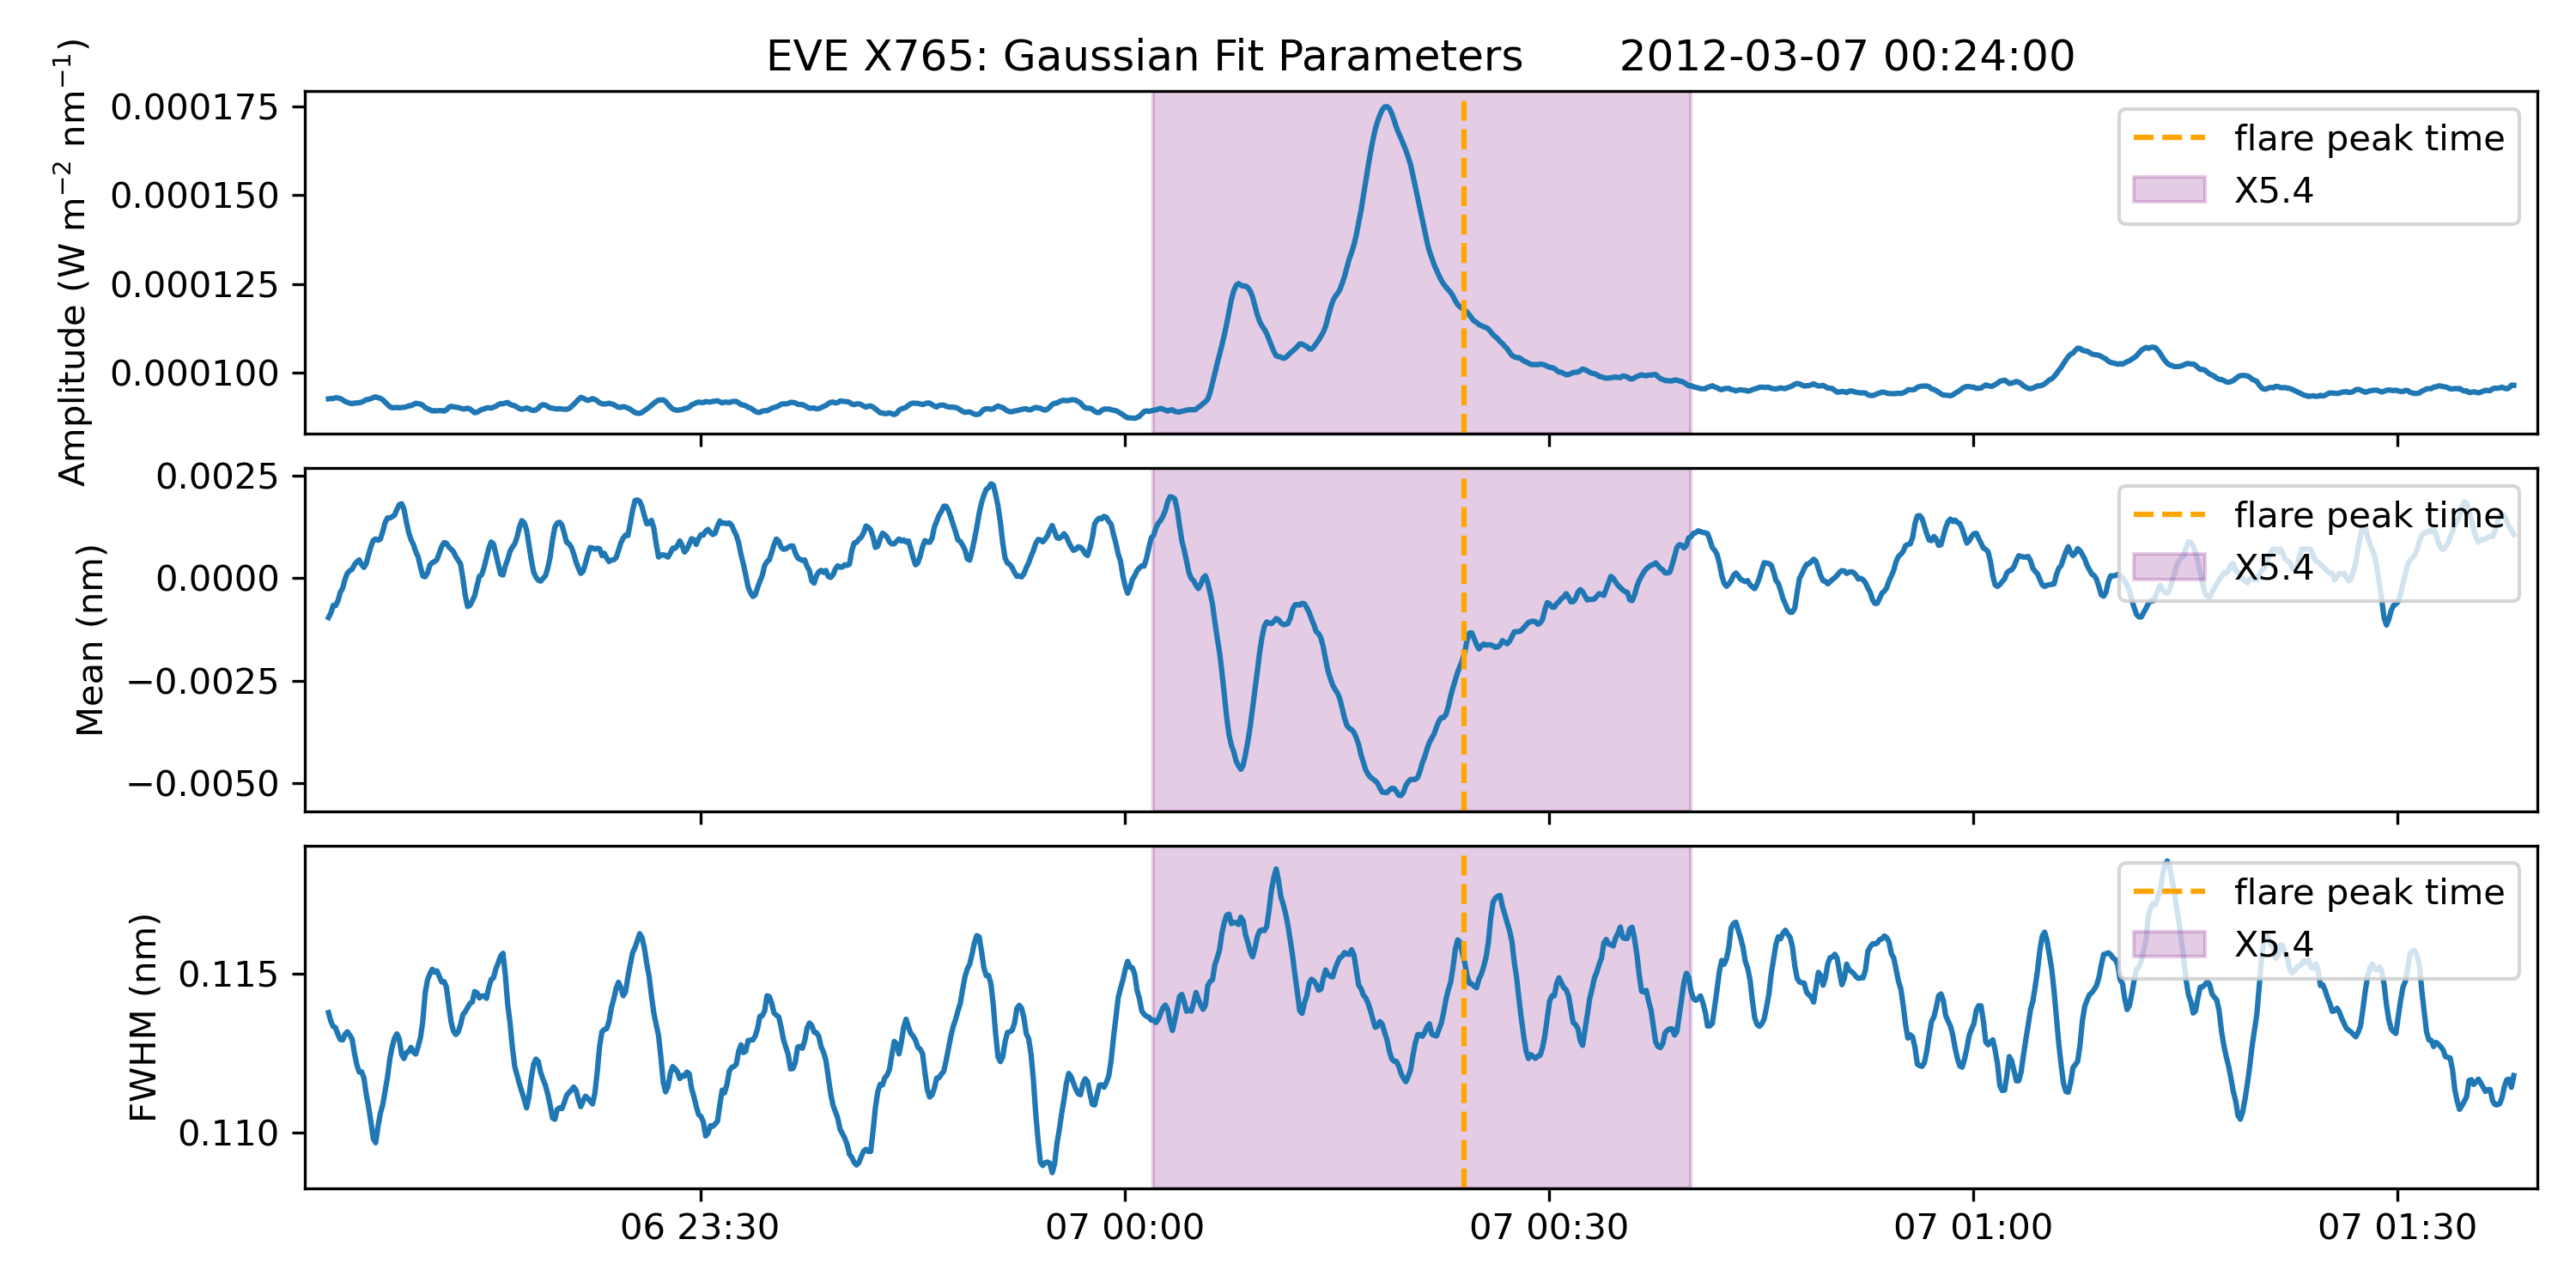 EVE X765: Gaussian Fit Parameters 2012-03-07 00:24:00
Amplitude (W m⁻² nm⁻¹)
0.000175
0.000150
0.000125
0.000100
flare peak time
X5.4
Mean (nm)
0.0025
0.0000
−0.0025
−0.0050
flare peak time
X5.4
FWHM (nm)
0.115
0.110
flare peak time
X5.4
06 23:30
07 00:00
07 00:30
07 01:00
07 01:30